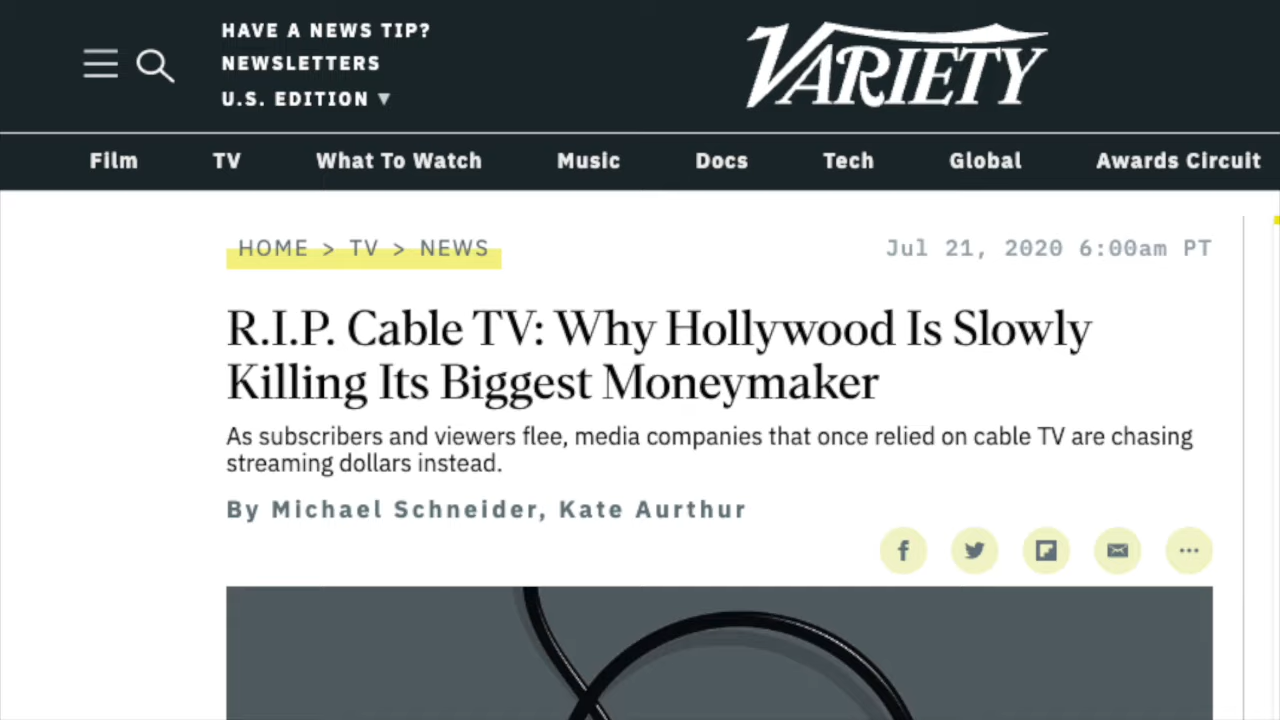 HAVE A NEWS TIP?
NEWSLETTERS
U.S. EDITION ▼
VARIETY
Film TV What To Watch Music Docs Tech Global Awards Circuit
HOME > TV > NEWS
Jul 21, 2020 6:00am PT
R.I.P. Cable TV: Why Hollywood Is Slowly
Killing Its Biggest Moneymaker
As subscribers and viewers flee, media companies that once relied on cable TV are chasing
streaming dollars instead.
By Michael Schneider, Kate Aurthur